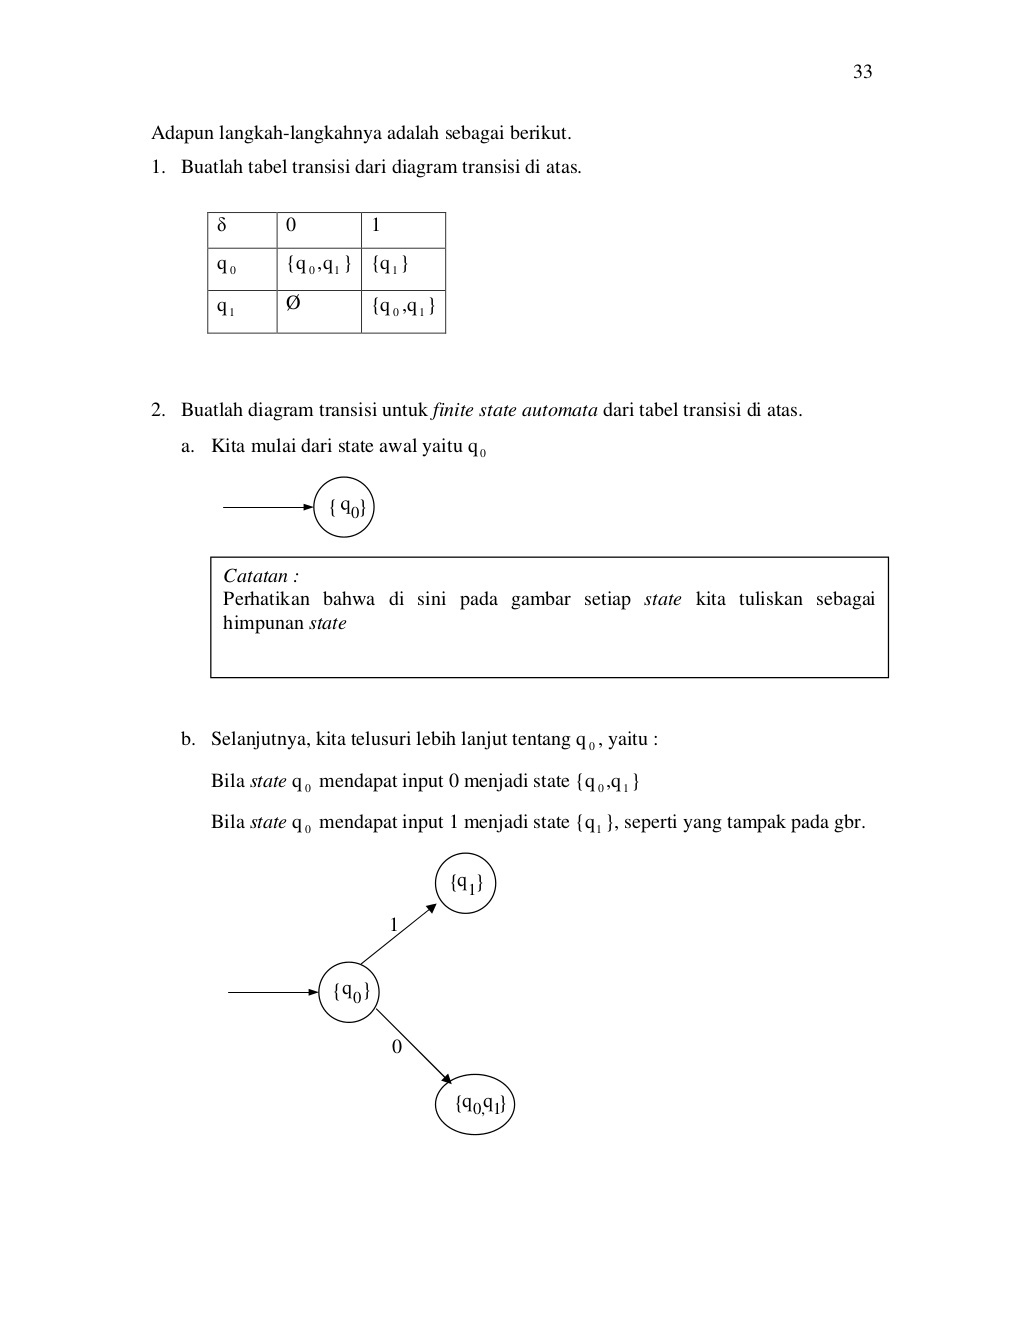 33
Adapun langkah-langkahnya adalah sebagai berikut.
1. Buatlah tabel transisi dari diagram transisi di atas.
δ 0 1
q₀ {q₀,q₁} {q₁}
q₁ Ø {q₀,q₁}
2. Buatlah diagram transisi untuk finite state automata dari tabel transisi di atas.
a. Kita mulai dari state awal yaitu q₀
{ q₀}
Catatan :
Perhatikan bahwa di sini pada gambar setiap state kita tuliskan sebagai
himpunan state
b. Selanjutnya, kita telusuri lebih lanjut tentang q₀, yaitu :
Bila state q₀ mendapat input 0 menjadi state {q₀,q₁}
Bila state q₀ mendapat input 1 menjadi state {q₁}, seperti yang tampak pada gbr.
{q₁}
1
{q₀}
0
{q₀,q₁}